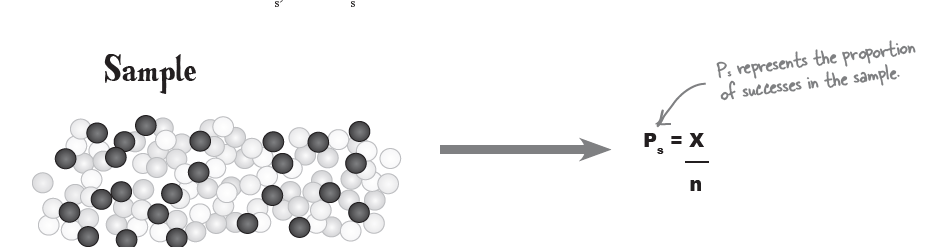 s, s
Sample
Ps represents the proportion
of successes in the sample.
Ps = X
n